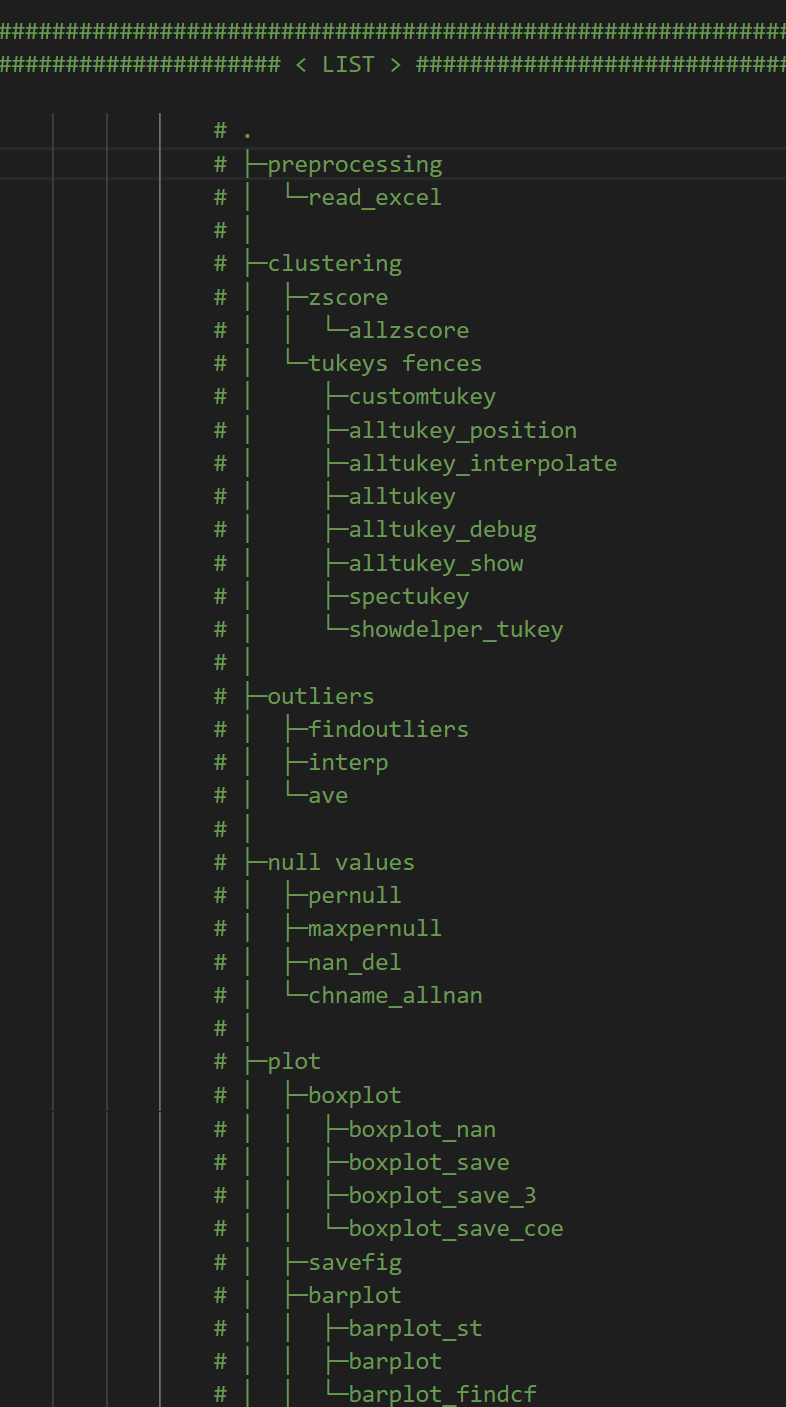 ###########################################################
##################### < LIST > ############################
# .
# ├─preprocessing
# │  └─read_excel
# │
# ├─clustering
# │  ├─zscore
# │  │  └─allzscore
# │  └─tukeys fences
# │     ├─customtukey
# │     ├─alltukey_position
# │     ├─alltukey_interpolate
# │     ├─alltukey
# │     ├─alltukey_debug
# │     ├─alltukey_show
# │     ├─spectukey
# │     └─showdelper_tukey
# │
# ├─outliers
# │  ├─findoutliers
# │  ├─interp
# │  └─ave
# │
# ├─null values
# │  ├─pernull
# │  ├─maxpernull
# │  ├─nan_del
# │  └─chname_allnan
# │
# ├─plot
# │  ├─boxplot
# │  │  ├─boxplot_nan
# │  │  ├─boxplot_save
# │  │  ├─boxplot_save_3
# │  │  └─boxplot_save_coe
# │  ├─savefig
# │  ├─barplot
# │  │  ├─barplot_st
# │  │  ├─barplot
# │  │  └─barplot_findcf